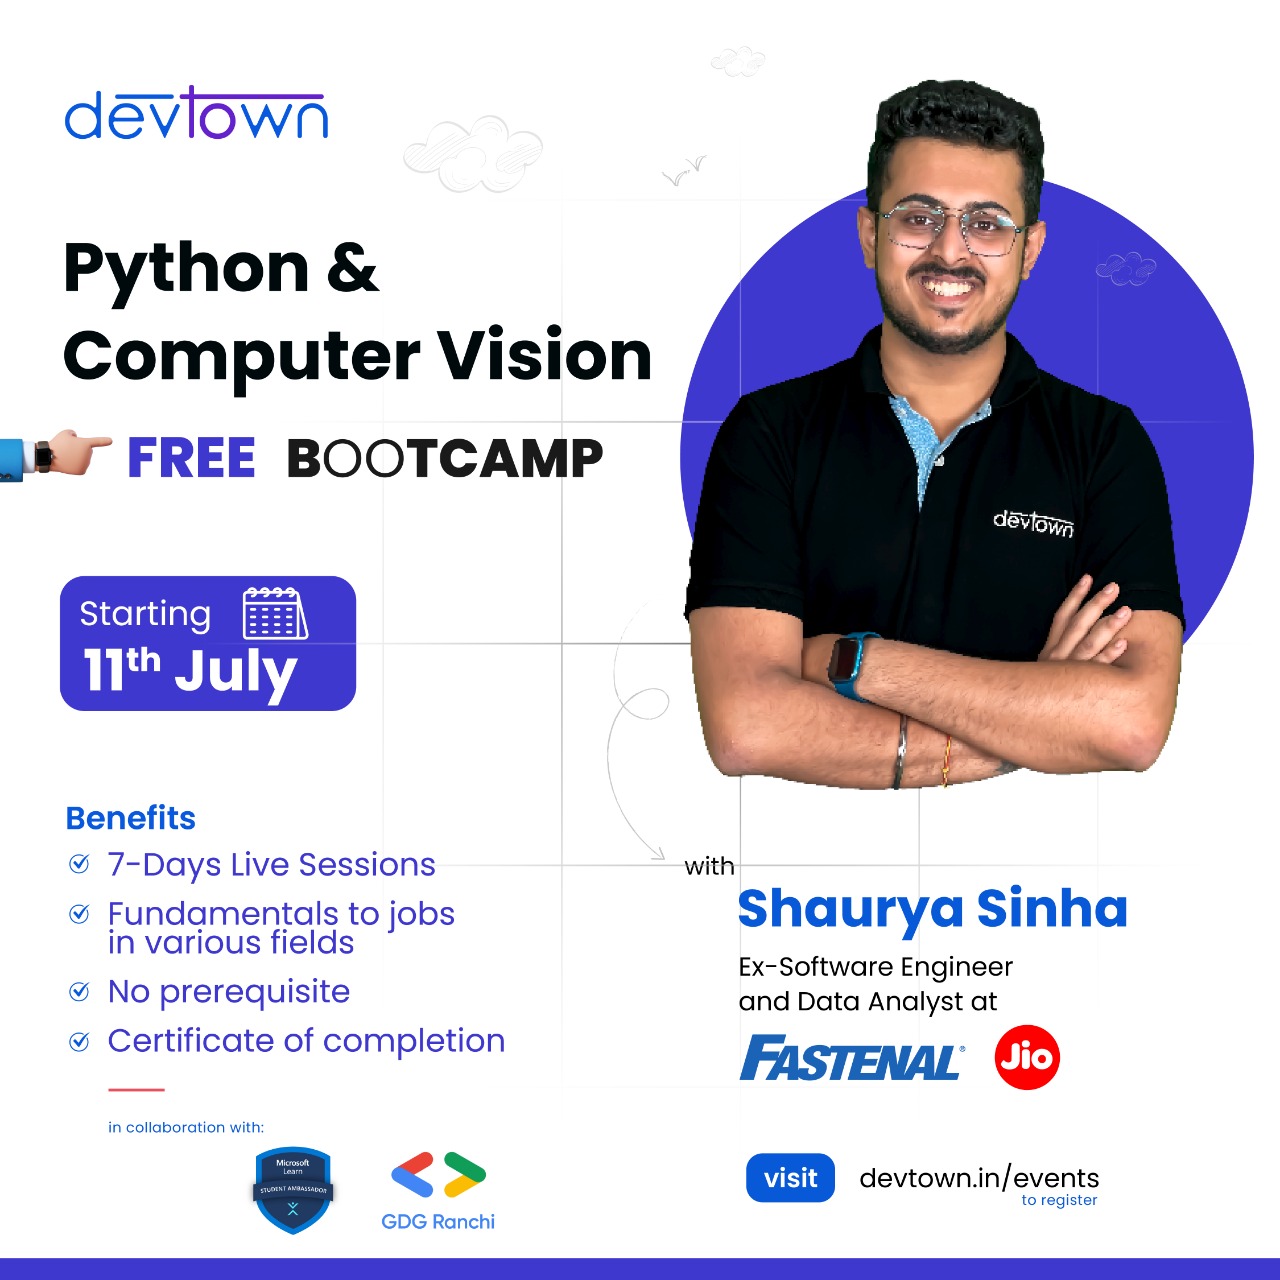 devtown
Python &
Computer Vision
FREE BOOTCAMP
Starting
11th July
devtown
Benefits
7-Days Live Sessions
Fundamentals to jobs
in various fields
No prerequisite
Certificate of completion
with
Shaurya Sinha
Ex-Software Engineer
and Data Analyst at
FASTENAL®
Jio
in collaboration with:
Microsoft
Learn
STUDENT AMBASSADOR
GDG Ranchi
visit devtown.in/events
to register